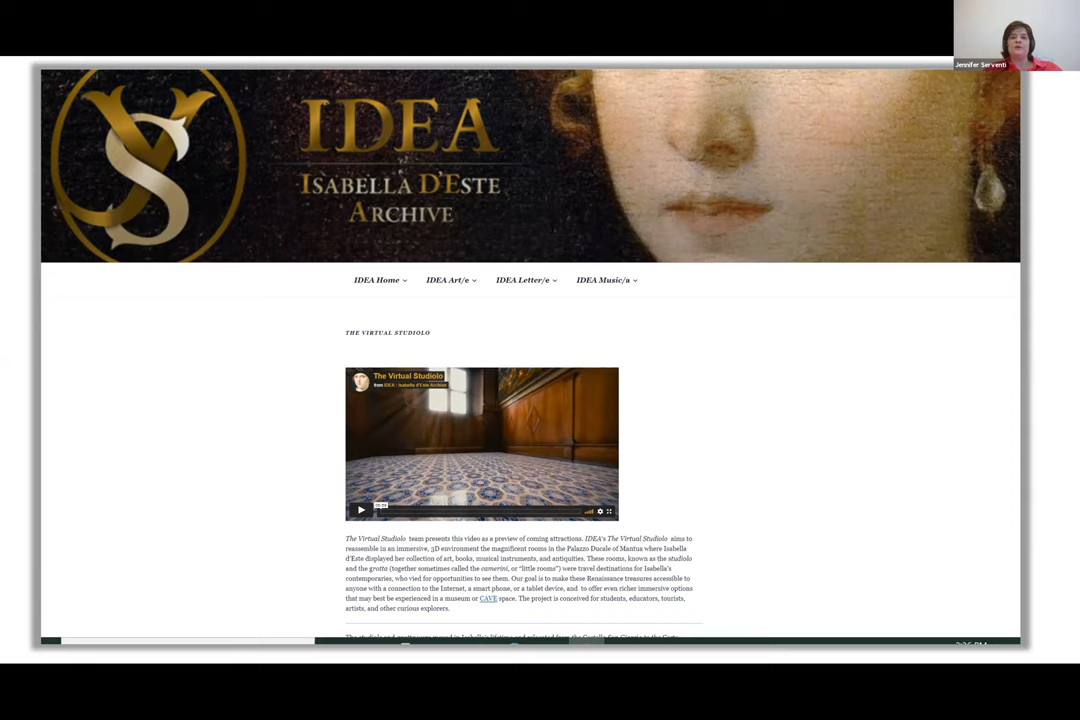 Jennifer Serventi
IDEA
ISABELLA D'ESTE
ARCHIVE
IDEA Home
IDEA Art/e
IDEA Letter/e
IDEA Music/a
THE VIRTUAL STUDIOLO
The Virtual Studiolo
from IDEA : Isabella d'Este Archive
The Virtual Studiolo team presents this video as a preview of coming attractions. IDEA's The Virtual Studiolo aims to
reassemble in an immersive, 3D environment the magnificent rooms in the Palazzo Ducale of Mantua where Isabella
d'Este displayed her collection of art, books, musical instruments, and antiquities. These rooms, known as the studiolo
and the grotta (together sometimes called the camerini, or "little rooms") were travel destinations for Isabella's
contemporaries, who vied for opportunities to see them. Our goal is to make these Renaissance treasures accessible to
anyone with a connection to the Internet, a smart phone, or a tablet device, and to offer even richer immersive options
that may best be experienced in a museum or CAVE space. The project is conceived for students, educators, tourists,
artists, and other curious explorers.